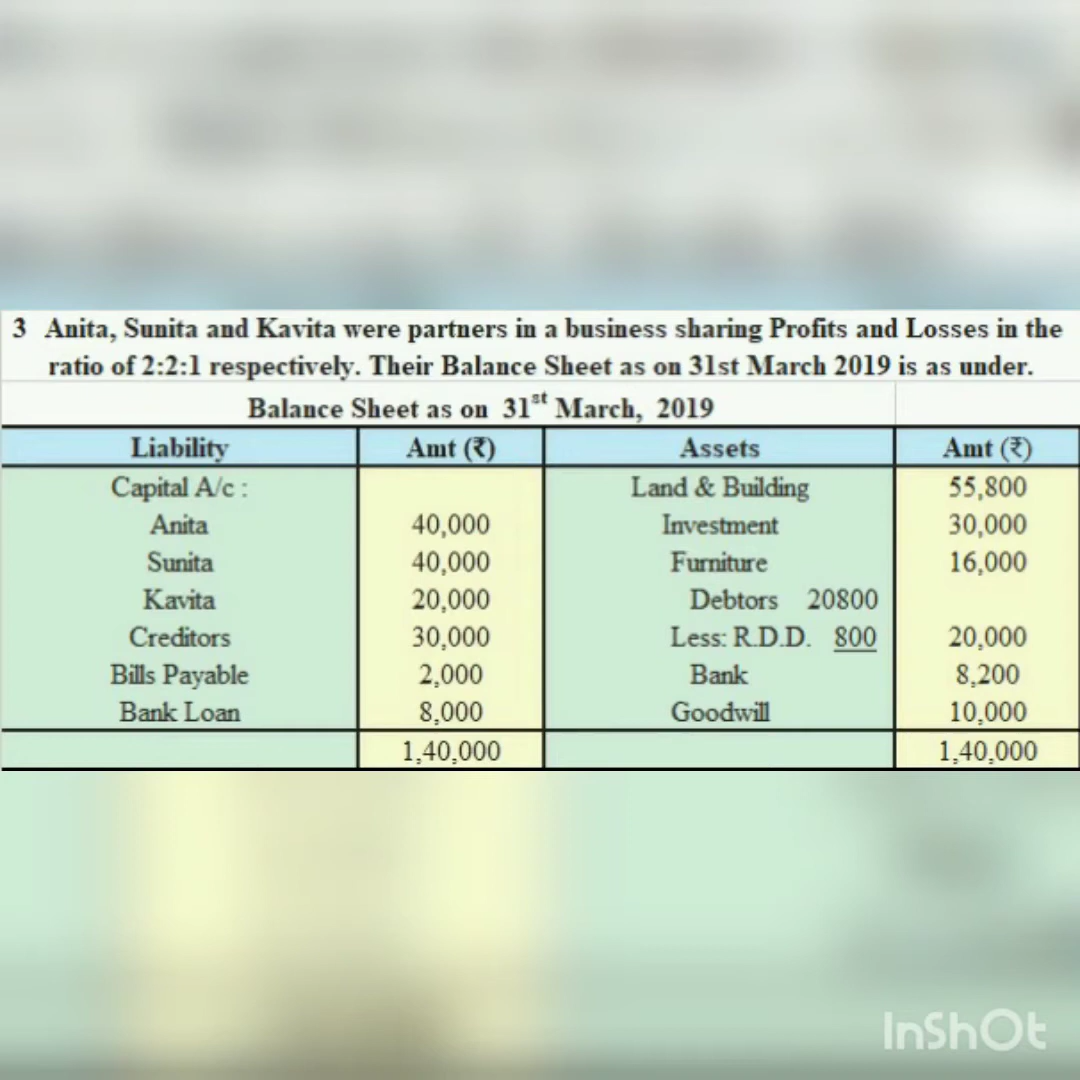 3 Anita, Sunita and Kavita were partners in a business sharing Profits and Losses in the
ratio of 2:2:1 respectively. Their Balance Sheet as on 31st March 2019 is as under.
Balance Sheet as on 31st March, 2019
Liability Amt (₹) Assets Amt (₹)
Capital A/c : Land & Building 55,800
Anita 40,000 Investment 30,000
Sunita 40,000 Furniture 16,000
Kavita 20,000 Debtors 20800
Creditors 30,000 Less: R.D.D. 800 20,000
Bills Payable 2,000 Bank 8,200
Bank Loan 8,000 Goodwill 10,000
1,40,000 1,40,000
InShOt